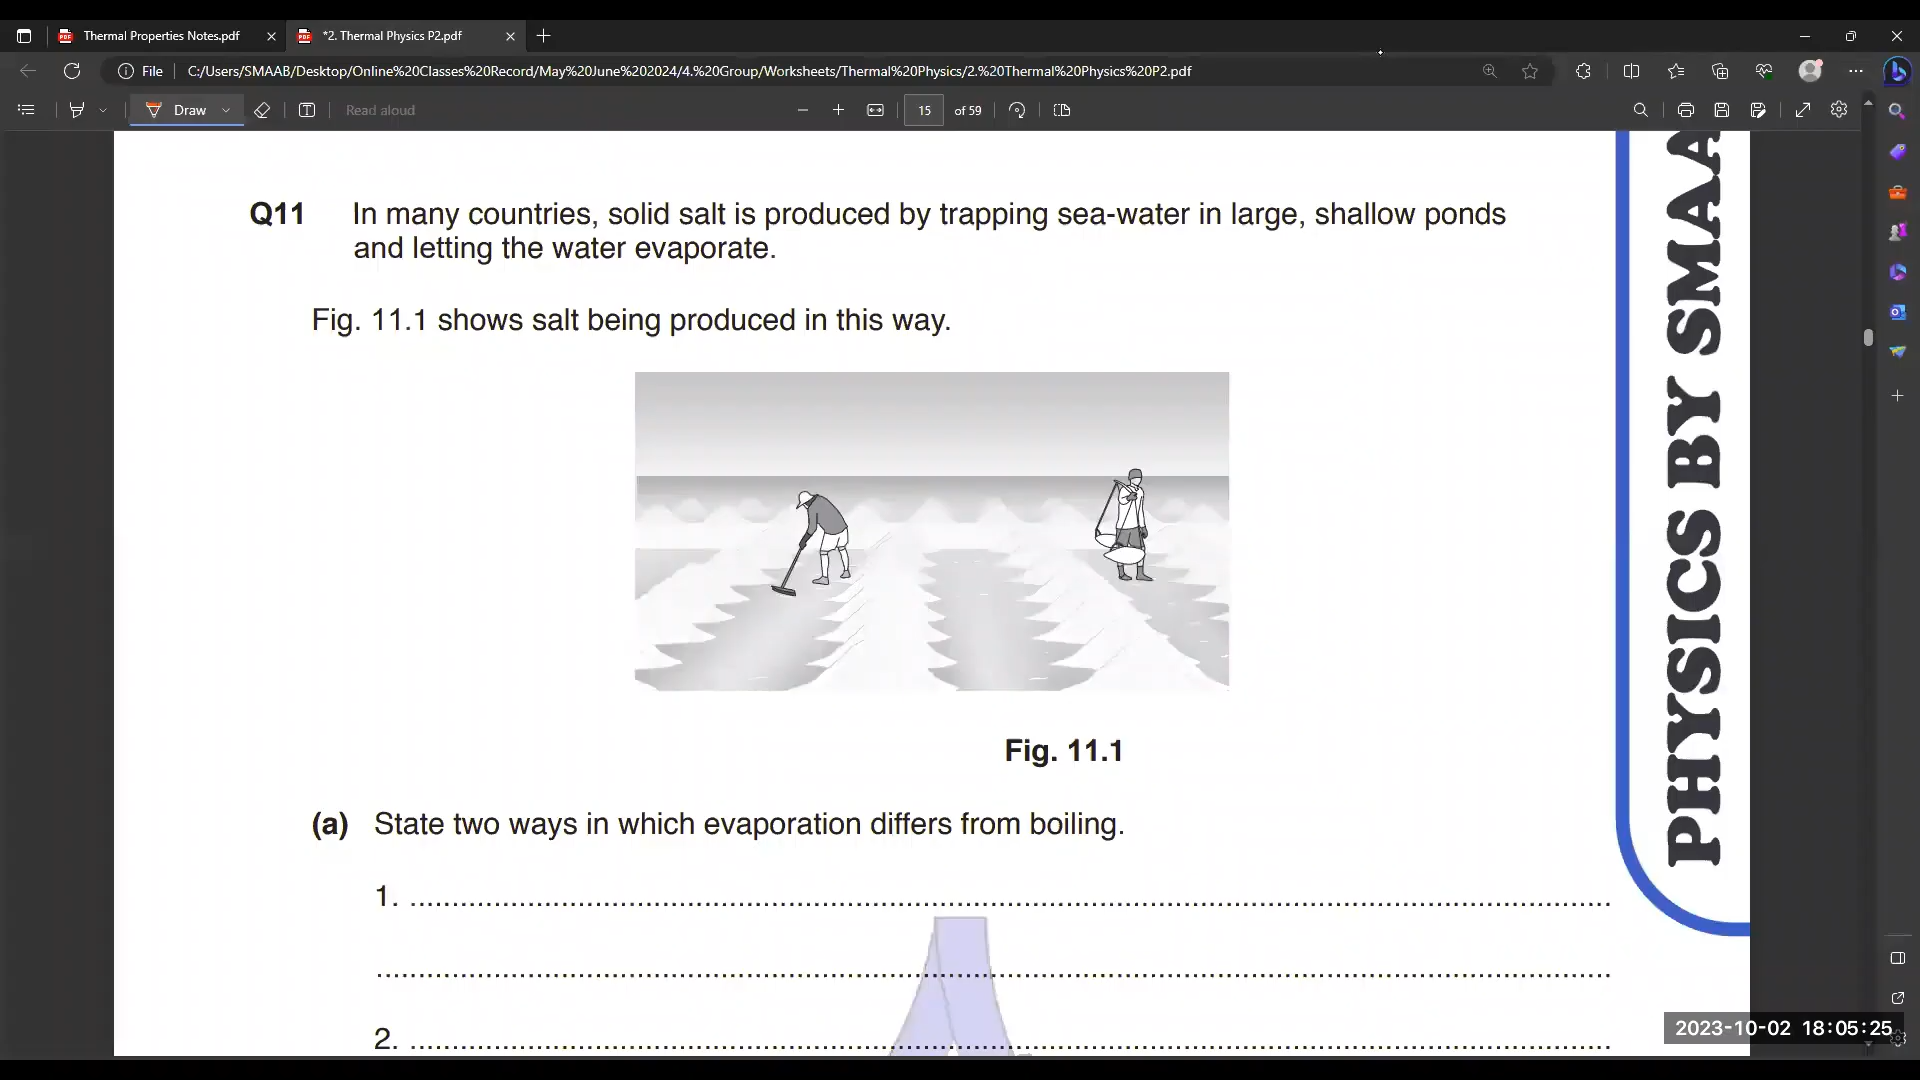 Thermal Properties Notes.pdf
*2. Thermal Physics P2.pdf
File
C:/Users/SMAAB/Desktop/Online%20Classes%20Record/May%20June%202024/4.%20Group/Worksheets/Thermal%20Physics/2.%20Thermal%20Physics%20P2.pdf
Draw
Read aloud
15 of 59
Q11 In many countries, solid salt is produced by trapping sea-water in large, shallow ponds
and letting the water evaporate.
Fig. 11.1 shows salt being produced in this way.
Fig. 11.1
(a) State two ways in which evaporation differs from boiling.
1. ........................................................................
........................................................................
2. ........................................................................
PHYSICS BY SMAA
2023-10-02 18:05:25